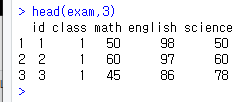 > head(exam,3)
  id class math english science
1  1     1   50      98      50
2  2     1   60      97      60
3  3     1   45      86      78
>